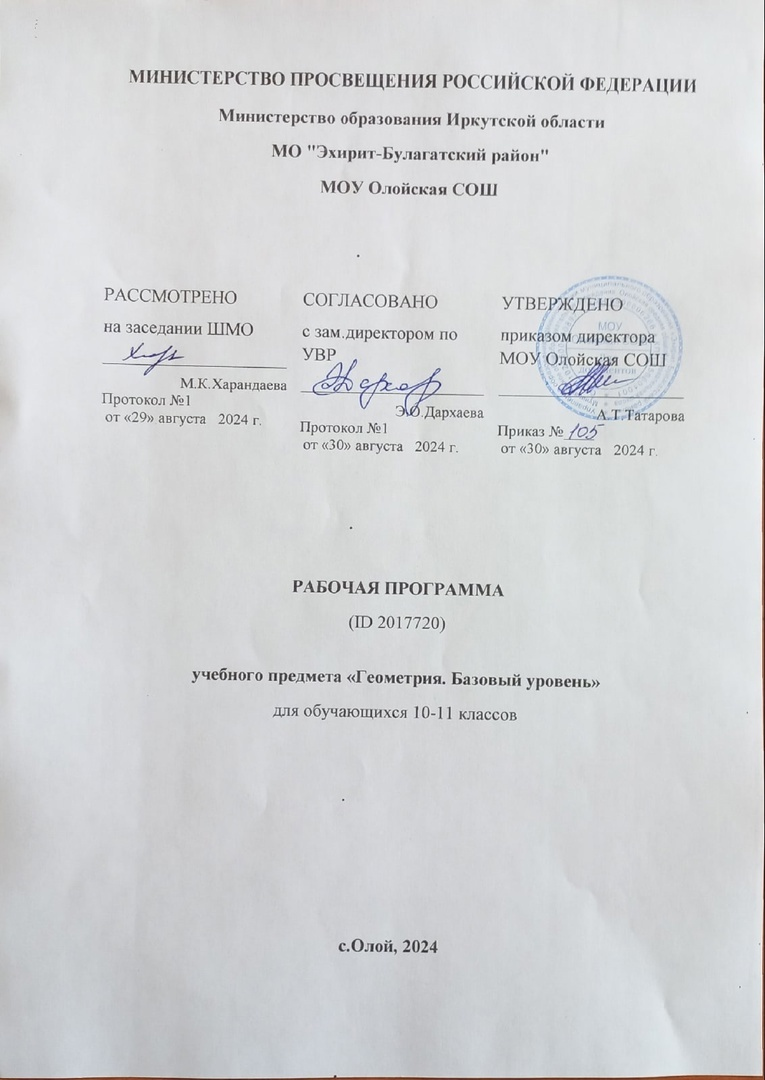 МИНИСТЕРСТВО ПРОСВЕЩЕНИЯ РОССИЙСКОЙ ФЕДЕРАЦИИ
Министерство образования Иркутской области
МО "Эхирит-Булагатский район"
МОУ Олойская СОШ
РАССМОТРЕНО
на заседании ШМО
М.К.Харандаева
Протокол №1
от «29» августа 2024 г.
СОГЛАСОВАНО
с зам.директором по
УВР
Э.О.Дархаева
Протокол №1
от «30» августа 2024 г.
УТВЕРЖДЕНО
приказом директора
МОУ Олойская СОШ
А.Т.Татарова
Приказ № 105
от «30» августа 2024 г.
МОУ
РАБОЧАЯ ПРОГРАММА
(ID 2017720)
учебного предмета «Геометрия. Базовый уровень»
для обучающихся 10-11 классов
с.Олой, 2024